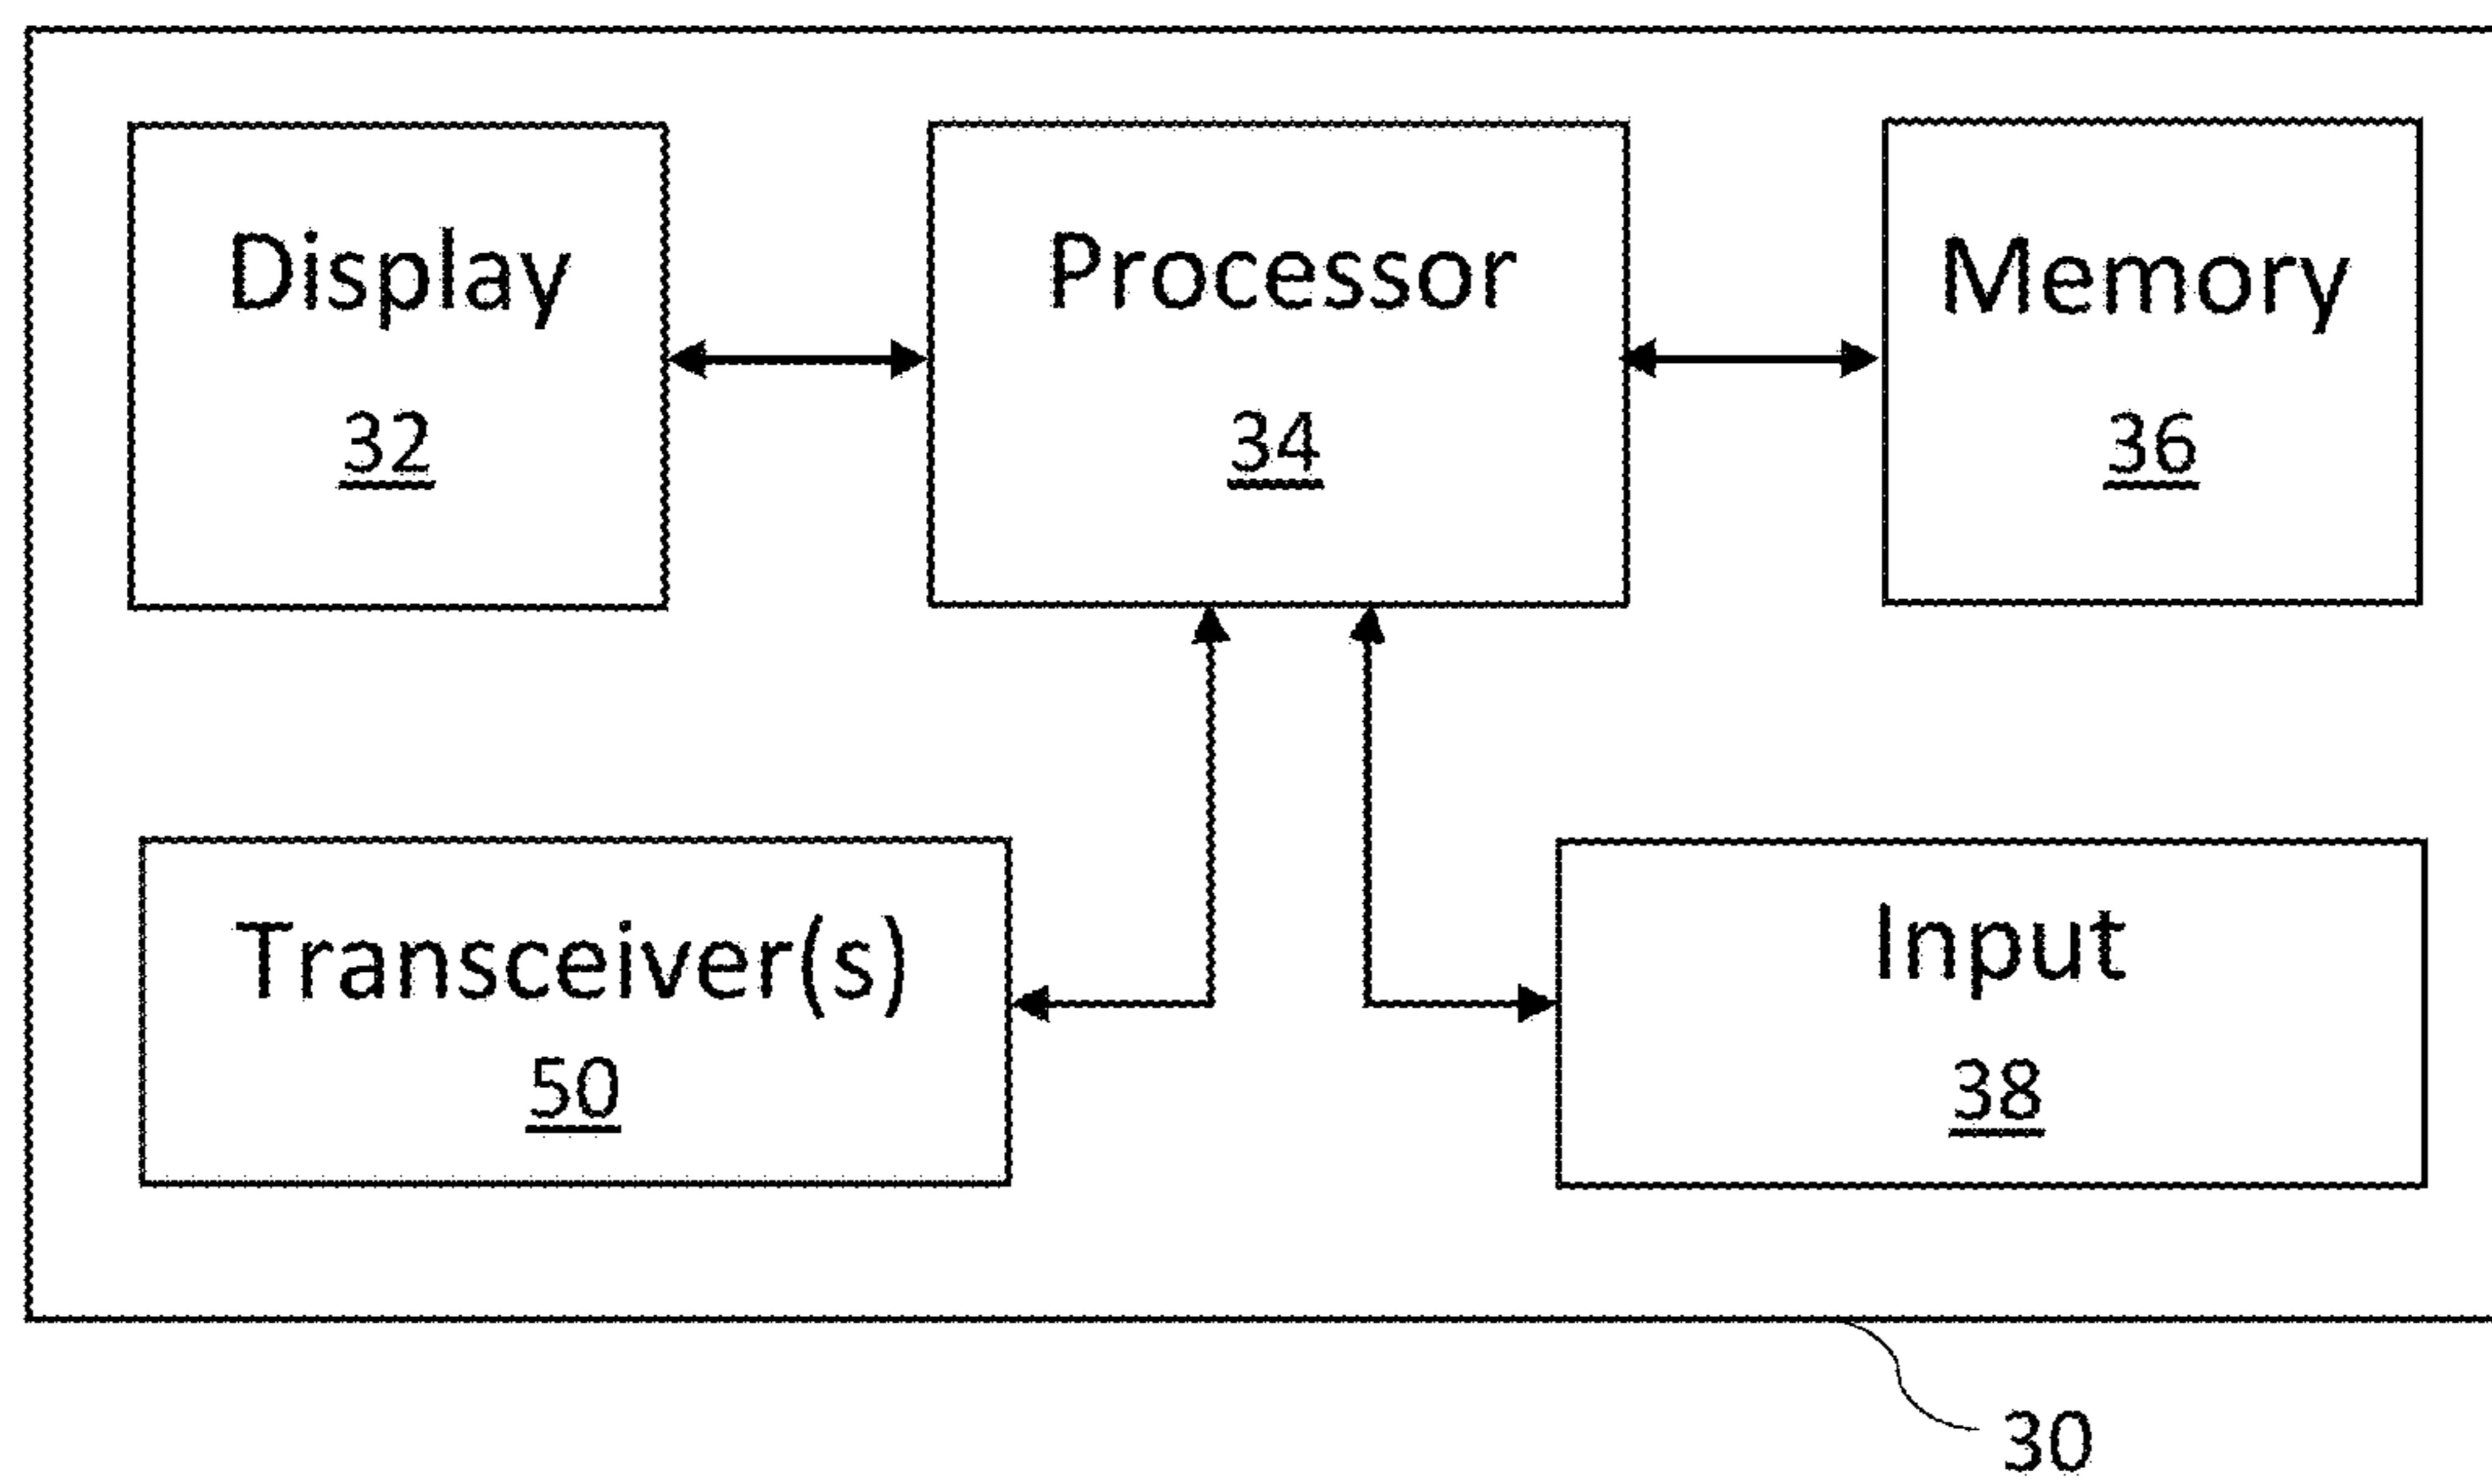 Display
32
Processor
34
Memory
36
Transceiver(s)
50
Input
38
30